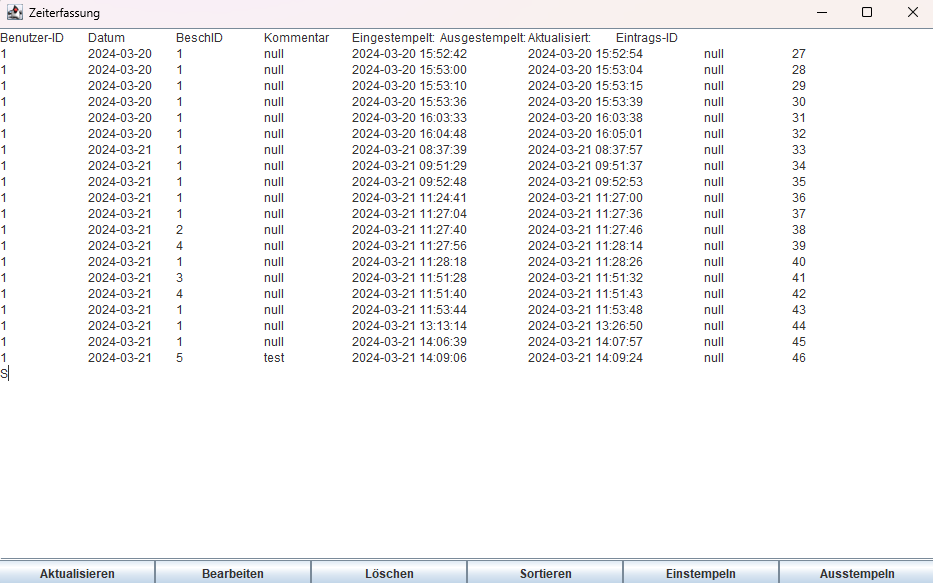 Zeiterfassung
Benutzer-ID Datum BeschID Kommentar Eingestempelt: Ausgestempelt: Aktualisiert: Eintrags-ID
1 2024-03-20 1 null 2024-03-20 15:52:42 2024-03-20 15:52:54 null 27
1 2024-03-20 1 null 2024-03-20 15:53:00 2024-03-20 15:53:04 null 28
1 2024-03-20 1 null 2024-03-20 15:53:10 2024-03-20 15:53:15 null 29
1 2024-03-20 1 null 2024-03-20 15:53:36 2024-03-20 15:53:39 null 30
1 2024-03-20 1 null 2024-03-20 16:03:33 2024-03-20 16:03:38 null 31
1 2024-03-20 1 null 2024-03-20 16:04:48 2024-03-20 16:05:01 null 32
1 2024-03-21 1 null 2024-03-21 08:37:39 2024-03-21 08:37:57 null 33
1 2024-03-21 1 null 2024-03-21 09:51:29 2024-03-21 09:51:37 null 34
1 2024-03-21 1 null 2024-03-21 09:52:48 2024-03-21 09:52:53 null 35
1 2024-03-21 1 null 2024-03-21 11:24:41 2024-03-21 11:27:00 null 36
1 2024-03-21 1 null 2024-03-21 11:27:04 2024-03-21 11:27:36 null 37
1 2024-03-21 2 null 2024-03-21 11:27:40 2024-03-21 11:27:46 null 38
1 2024-03-21 4 null 2024-03-21 11:27:56 2024-03-21 11:28:14 null 39
1 2024-03-21 1 null 2024-03-21 11:28:18 2024-03-21 11:28:26 null 40
1 2024-03-21 3 null 2024-03-21 11:51:28 2024-03-21 11:51:32 null 41
1 2024-03-21 4 null 2024-03-21 11:51:40 2024-03-21 11:51:43 null 42
1 2024-03-21 1 null 2024-03-21 11:53:44 2024-03-21 11:53:48 null 43
1 2024-03-21 1 null 2024-03-21 13:13:14 2024-03-21 13:26:50 null 44
1 2024-03-21 1 null 2024-03-21 14:06:39 2024-03-21 14:07:57 null 45
1 2024-03-21 5 test 2024-03-21 14:09:06 2024-03-21 14:09:24 null 46
S
Aktualisieren Bearbeiten Löschen Sortieren Einstempeln Ausstempeln